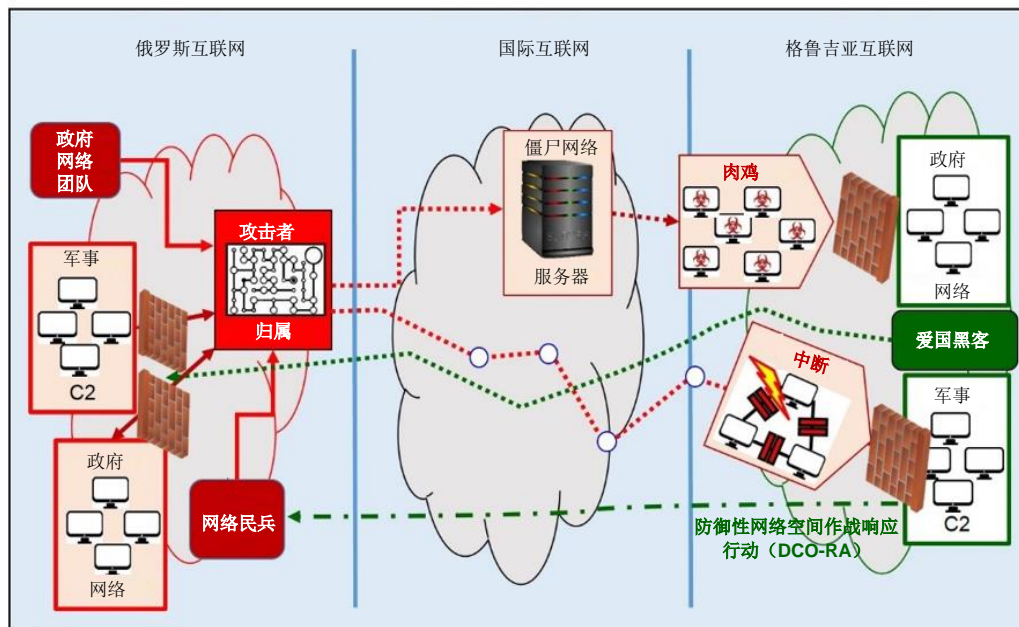 俄罗斯互联网
国际互联网
格鲁吉亚互联网
政府
网络
团队
军事
C2
政府
网络
攻击者
归属
网络民兵
僵尸网络
服务器
肉鸡
中断
政府
网络
爱国黑客
军事
C2
防御性网络空间作战响应
行动（DCO-RA）